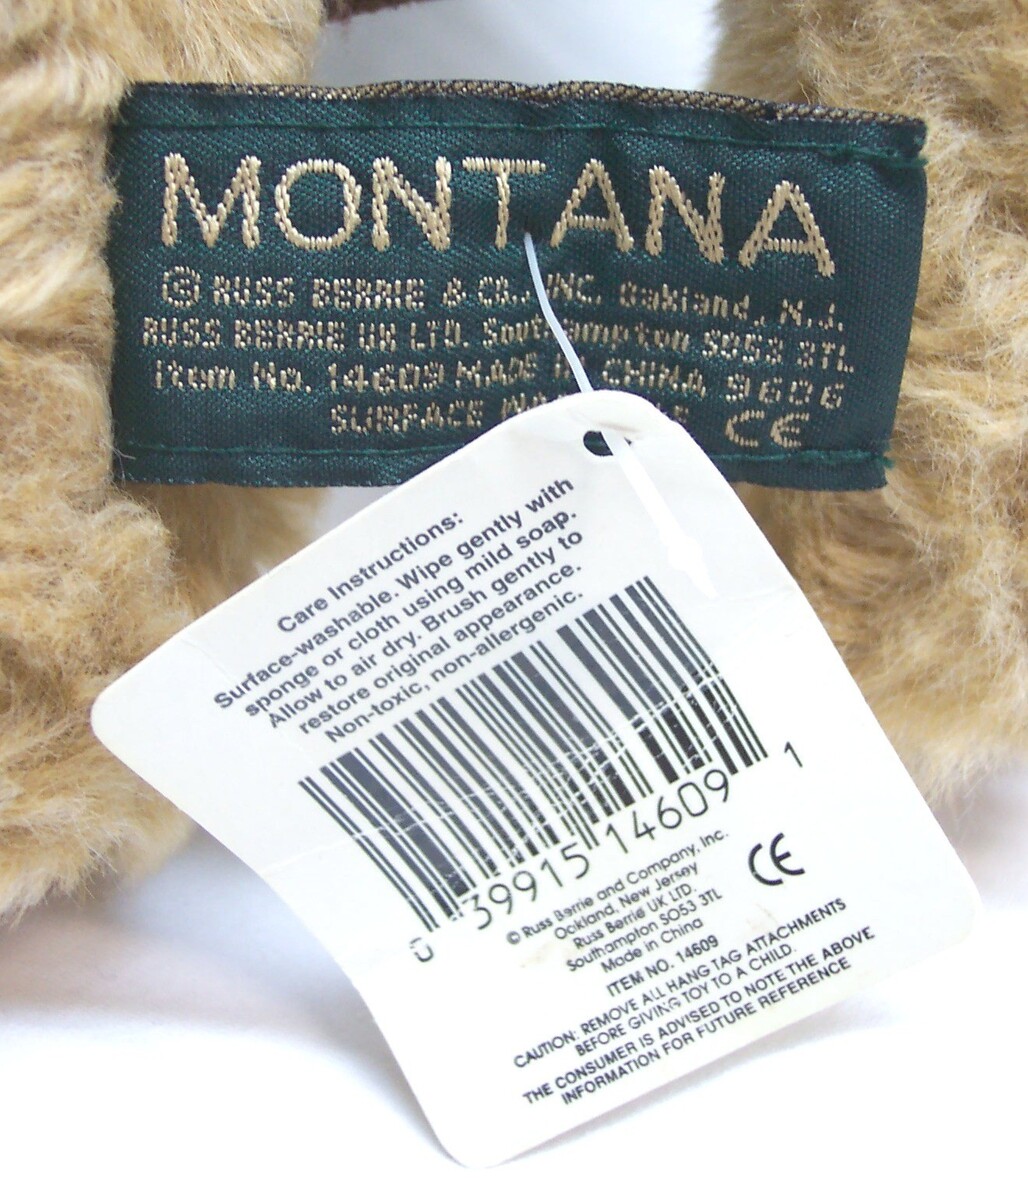 MONTANA
© RUSS BERRIE & CO., INC. Oakland, N.J.
RUSS BERRIE UK LTD. Southampton SO53 3TL
Item No. 14609 MADE IN CHINA 9606
SURFACE
CE
Care Instructions:
Surface-washable. Wipe gently with
sponge or cloth using mild soap.
Allow to air dry. Brush gently to
restore original appearance.
Non-toxic, non-allergenic.
0 39915 14609 1
© Russ Berrie and Company, Inc.
Oakland, New Jersey
Russ Berrie UK LTD.
Southampton SO53 3TL
Made in China
CE
ITEM NO. 14609
CAUTION: REMOVE ALL HANG TAG ATTACHMENTS
BEFORE GIVING TOY TO A CHILD.
THE CONSUMER IS ADVISED TO NOTE THE ABOVE
INFORMATION FOR FUTURE REFERENCE